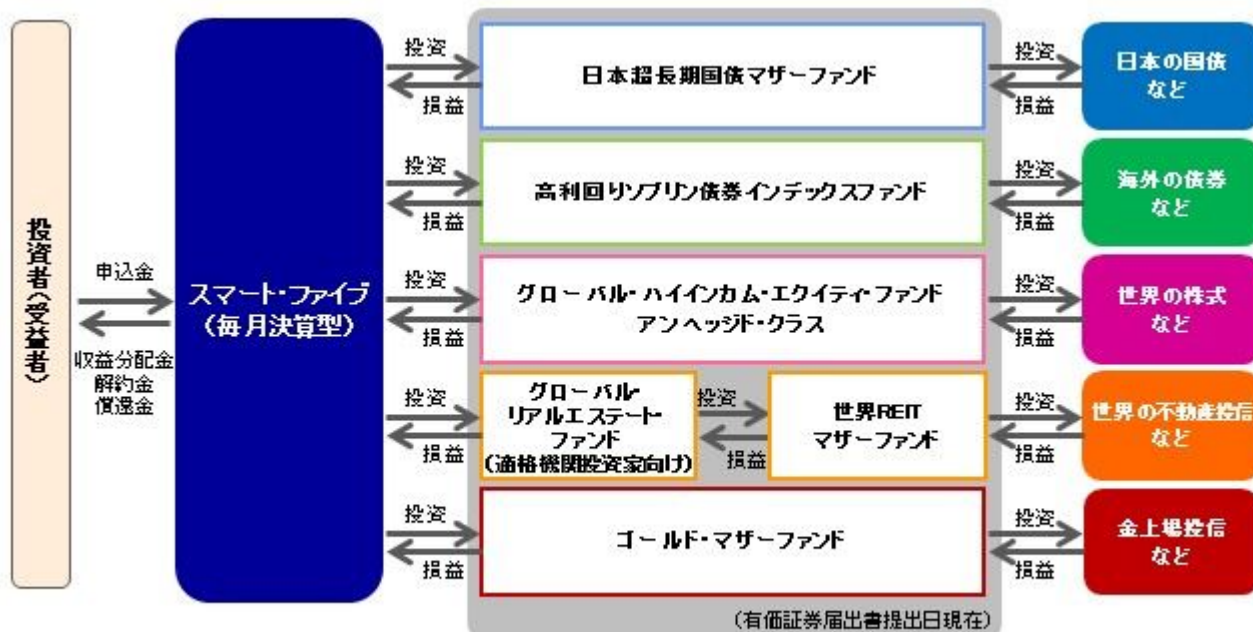 投資者(受益者)
申込金
収益分配金
解約金
償還金
スマート・ファイブ
(毎月決算型)
投資
損益
日本超長期国債マザーファンド
投資
損益
日本の国債
など
投資
損益
高利回りソブリン債券インデックスファンド
投資
損益
海外の債券
など
投資
損益
グローバル・ハイインカム・エクイティ・ファンド
アンヘッジド・クラス
投資
損益
世界の株式
など
投資
損益
グローバル・
リアルエステート・
ファンド
(適格機関投資家向け)
投資
損益
世界REIT
マザーファンド
投資
損益
世界の不動産投信
など
投資
損益
ゴールド・マザーファンド
投資
損益
金上場投信
など
(有価証券届出書提出日現在)